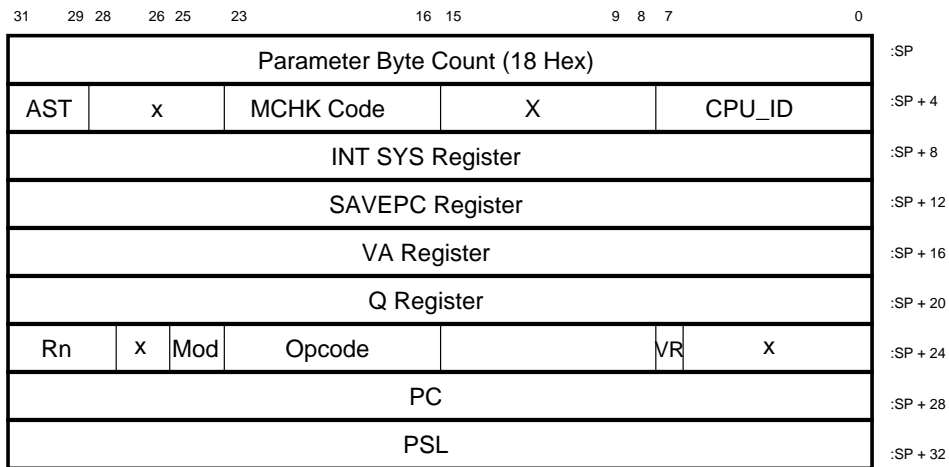 31 29 28 26 25 23 16 15 9 8 7 0
Parameter Byte Count (18 Hex) :SP
AST x MCHK Code X CPU_ID :SP + 4
INT SYS Register :SP + 8
SAVEPC Register :SP + 12
VA Register :SP + 16
Q Register :SP + 20
Rn x Mod Opcode VR x :SP + 24
PC :SP + 28
PSL :SP + 32